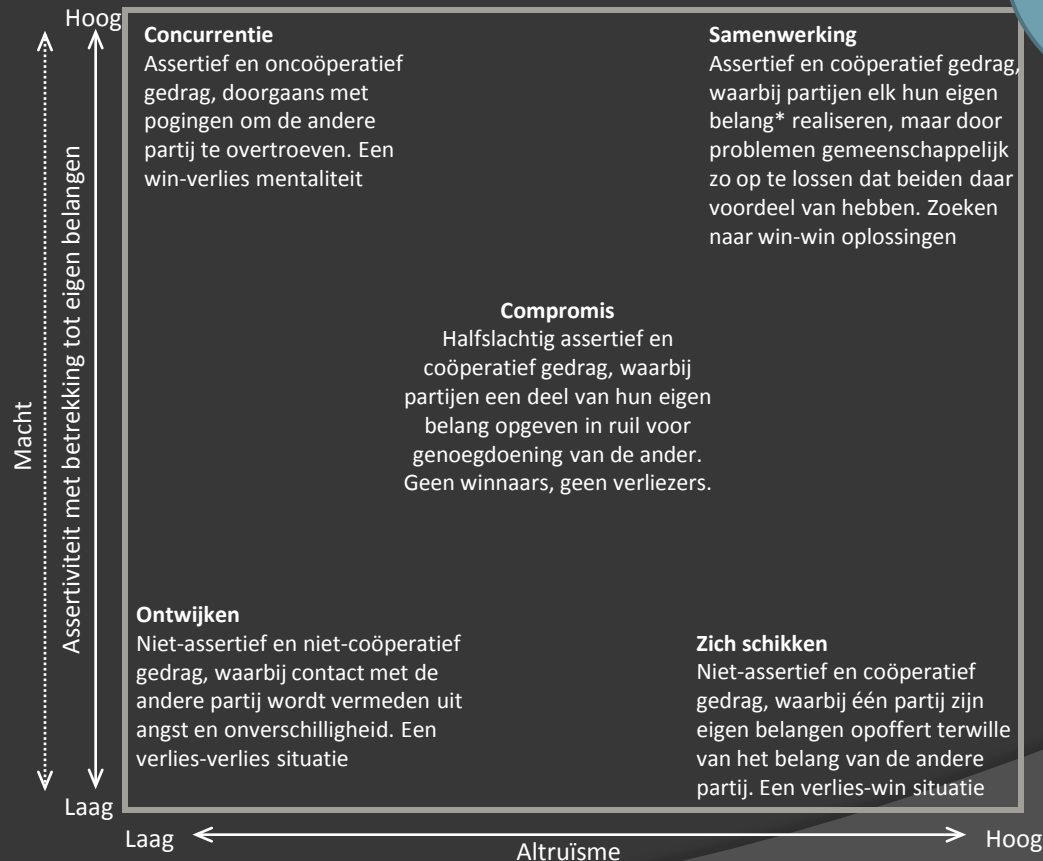 Hoog
Concurrentie
Assertief en oncoöperatief
gedrag, doorgaans met
pogingen om de andere
partij te overtroeven. Een
win-verlies mentaliteit
Samenwerking
Assertief en coöperatief gedrag,
waarbij partijen elk hun eigen
belang* realiseren, maar door
problemen gemeenschappelijk
zo op te lossen dat beiden daar
voordeel van hebben. Zoeken
naar win-win oplossingen
Macht
Assertiviteit met betrekking tot eigen belangen
Compromis
Halfslachtig assertief en
coöperatief gedrag, waarbij
partijen een deel van hun eigen
belang opgeven in ruil voor
genoegdoening van de ander.
Geen winnaars, geen verliezers.
Ontwijken
Niet-assertief en niet-coöperatief
gedrag, waarbij contact met de
andere partij wordt vermeden uit
angst en onverschilligheid. Een
verlies-verlies situatie
Zich schikken
Niet-assertief en coöperatief
gedrag, waarbij één partij zijn
eigen belangen opoffert terwille
van het belang van de andere
partij. Een verlies-win situatie
Laag
Laag
Altruïsme
Hoog